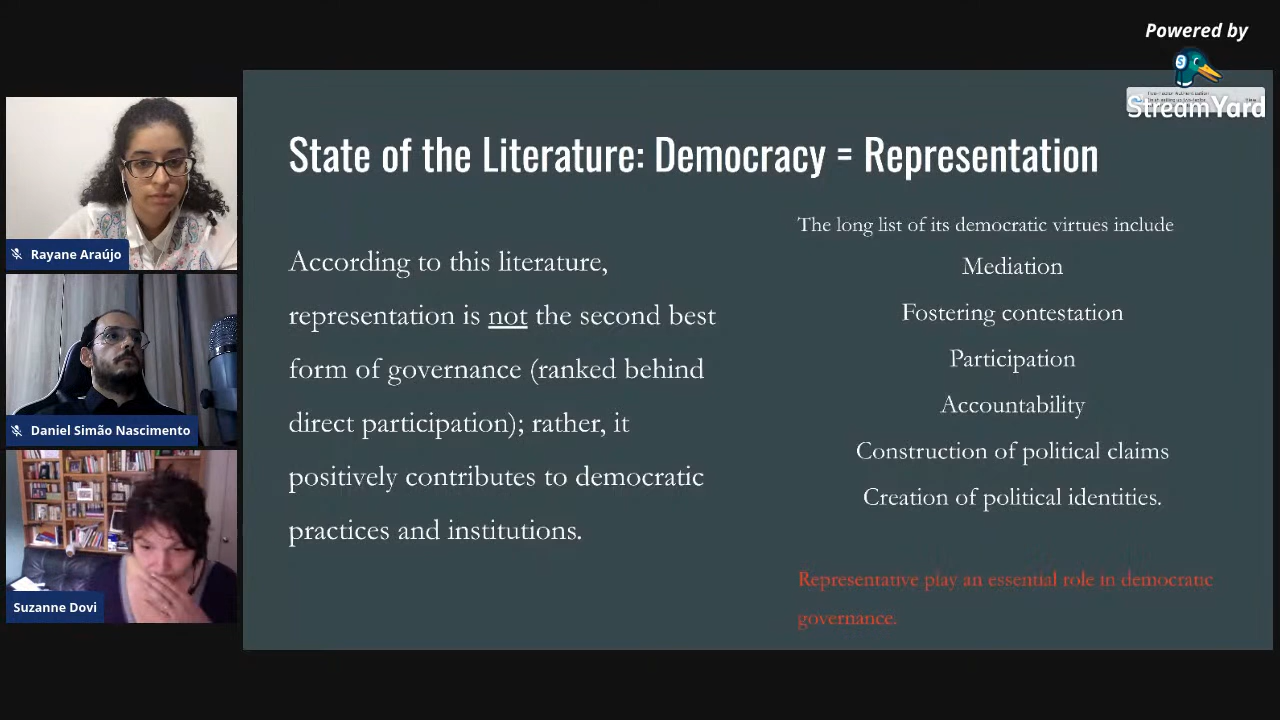 Powered by
StreamYard
State of the Literature: Democracy = Representation
According to this literature,
representation is not the second best
form of governance (ranked behind
direct participation); rather, it
positively contributes to democratic
practices and institutions.
The long list of its democratic virtues include
Mediation
Fostering contestation
Participation
Accountability
Construction of political claims
Creation of political identities.
Representative play an essential role in democratic
governance.
Rayane Araújo
Daniel Simão Nascimento
Suzanne Dovi